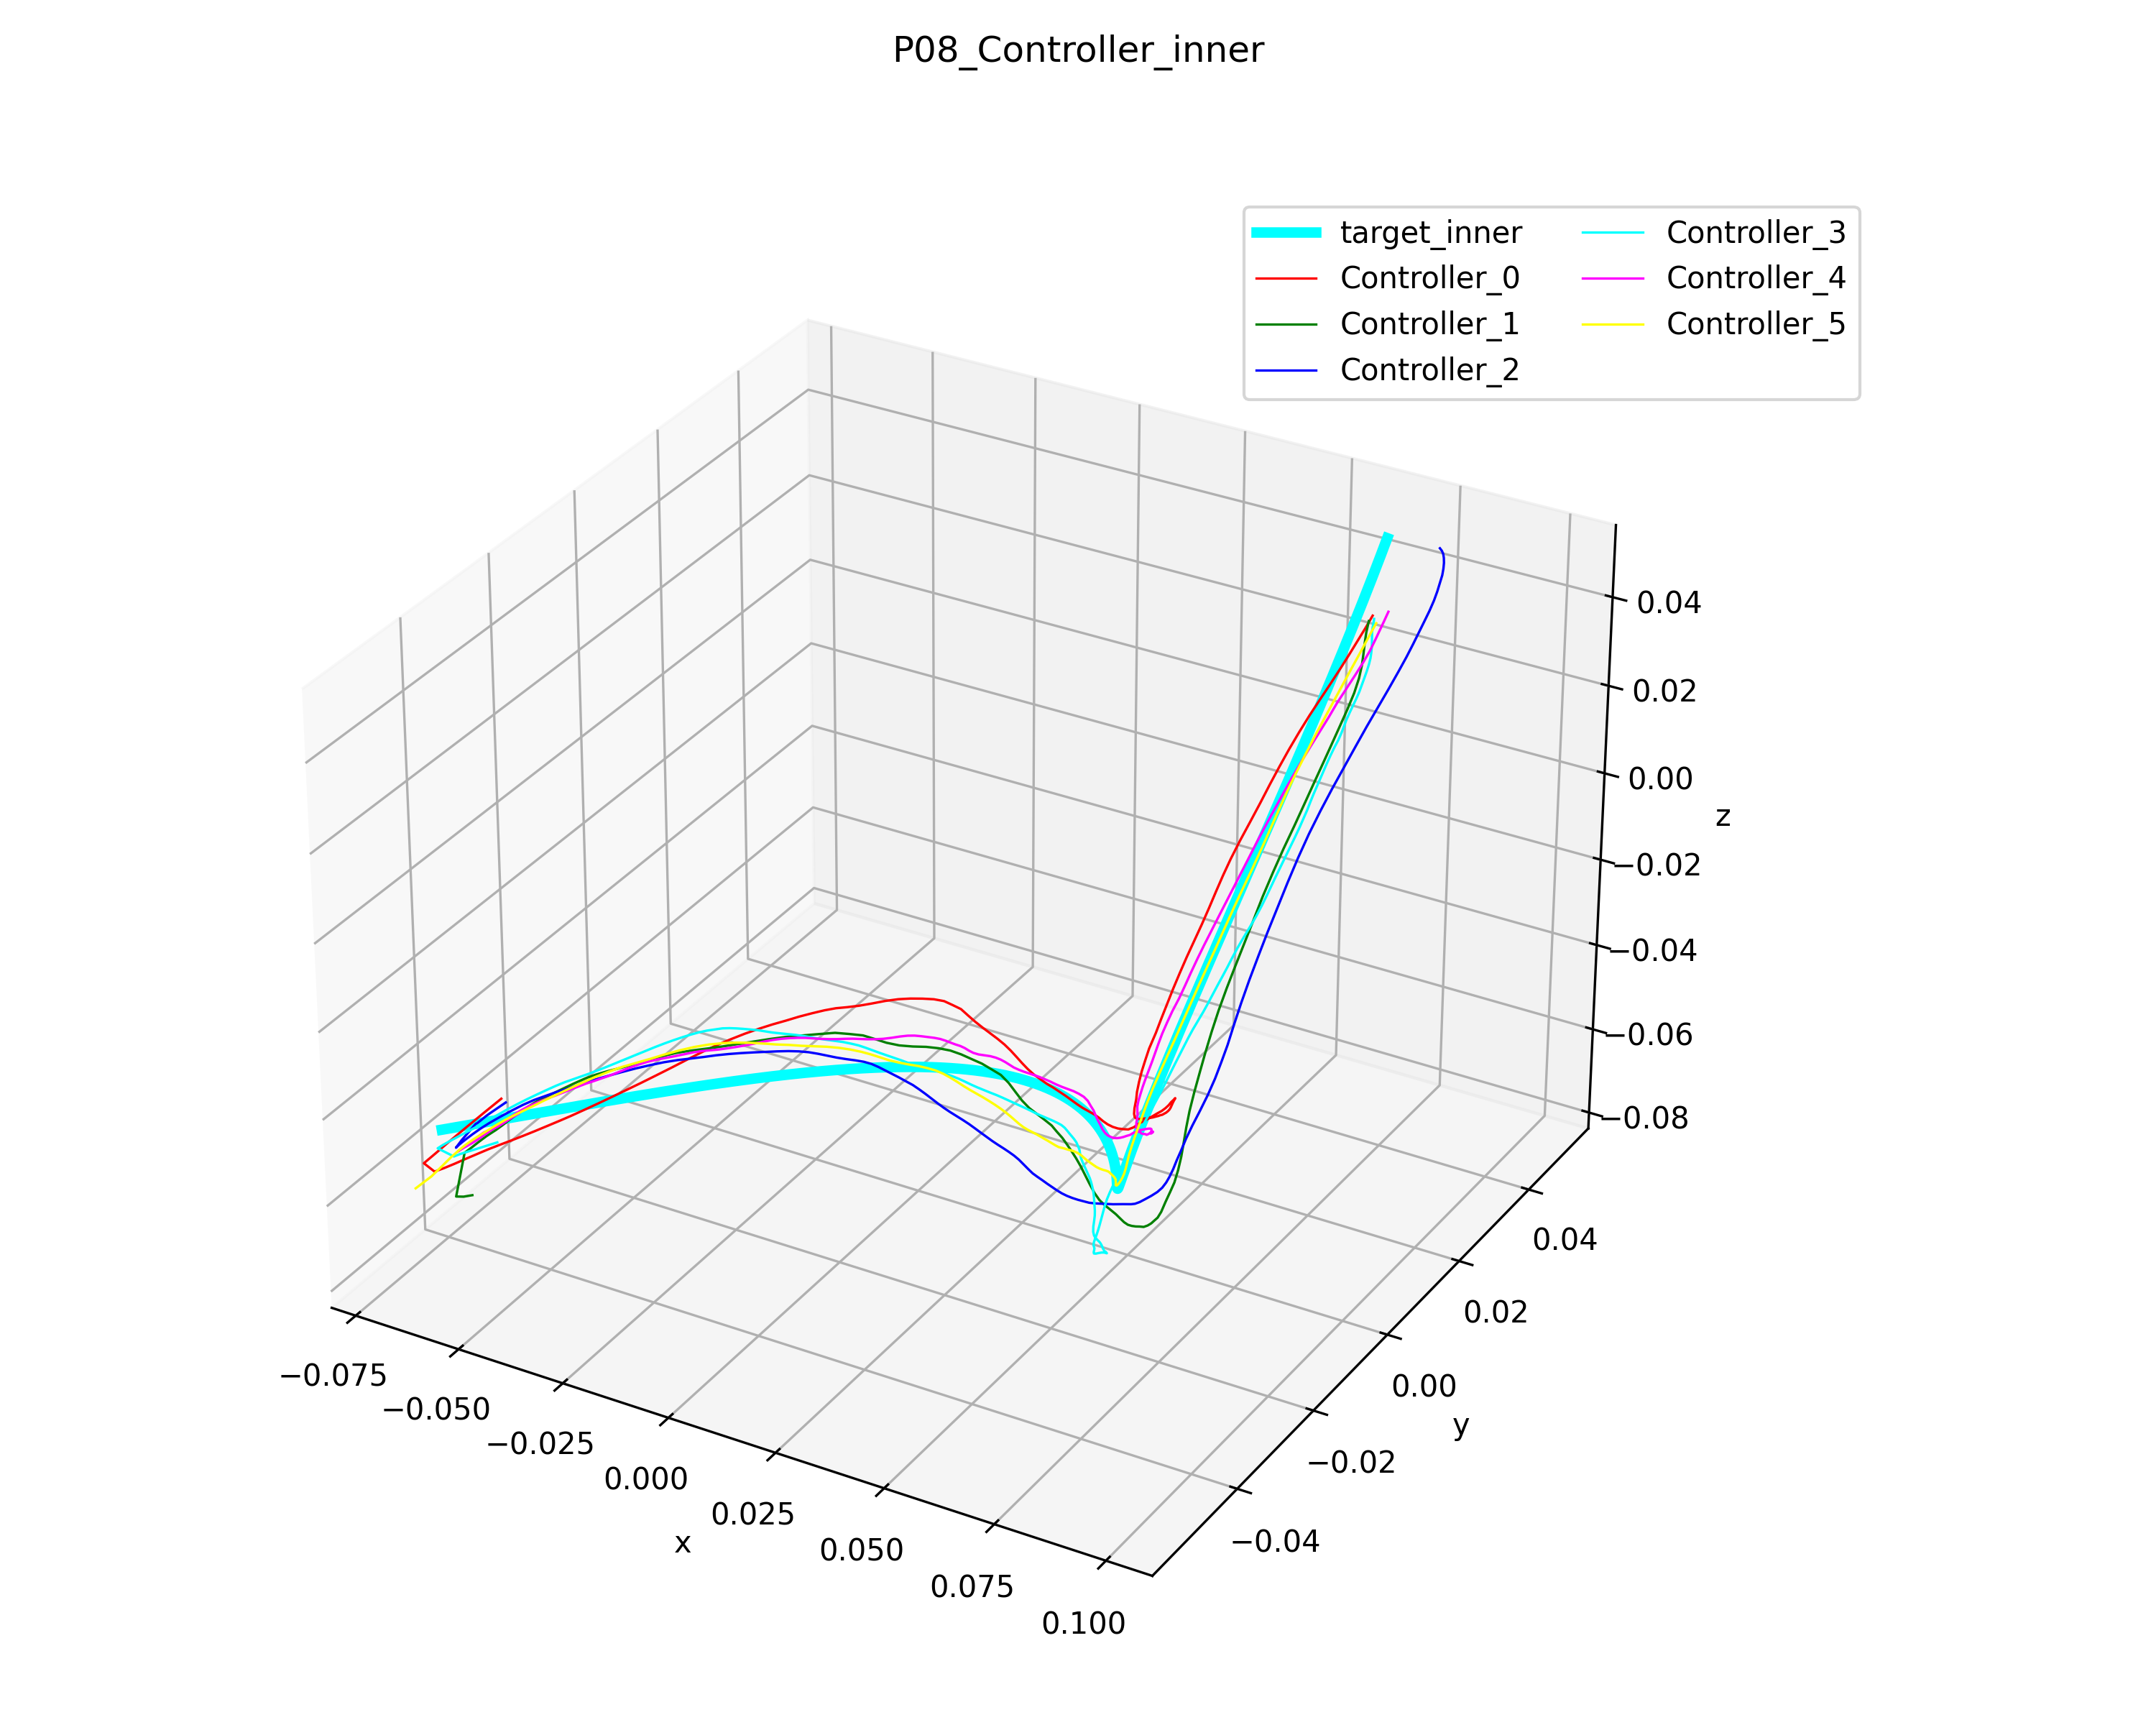 P08_Controller_inner
target_inner
Controller_0
Controller_1
Controller_2
Controller_3
Controller_4
Controller_5
0.04
0.02
0.00
z
−0.02
−0.04
−0.06
−0.08
0.04
0.02
0.00
y
−0.02
−0.04
−0.075
−0.050
−0.025
0.000
x
0.025
0.050
0.075
0.100